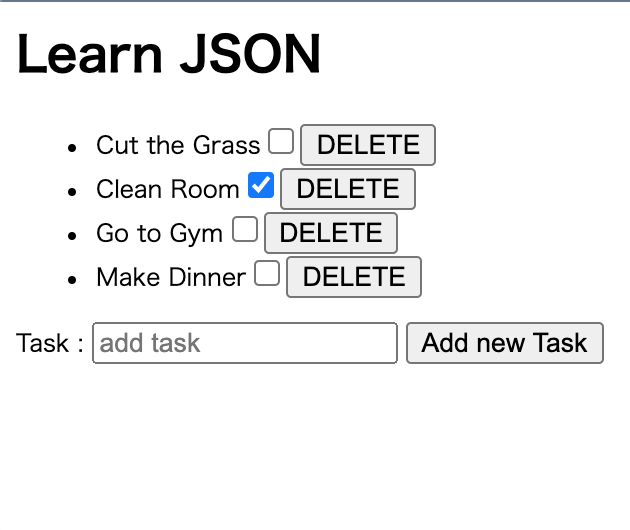 Learn JSON
Cut the Grass DELETE
Clean Room DELETE
Go to Gym DELETE
Make Dinner DELETE
Task : add task Add new Task